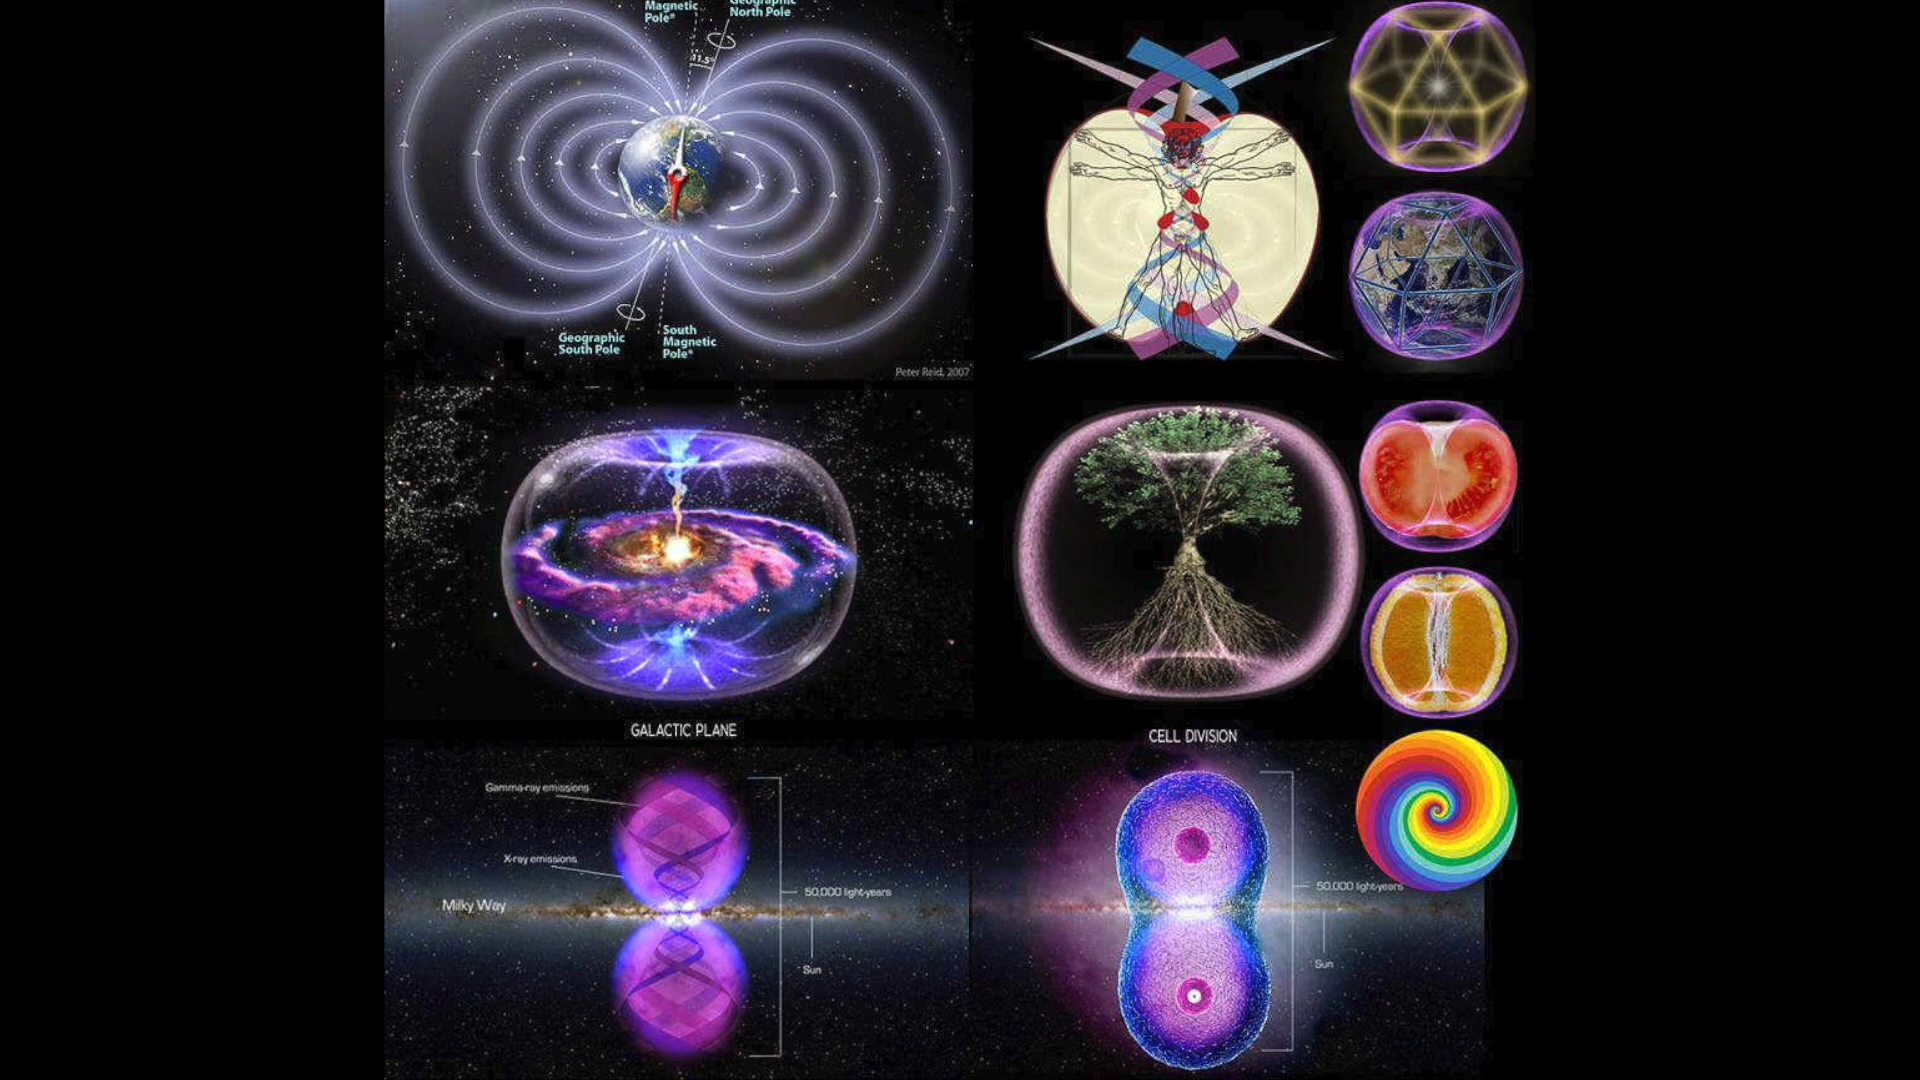 Magnetic
Pole*
Geographic
North Pole
11.5°
Geographic
South Pole
South
Magnetic
Pole*
Peter Reid, 2007
GALACTIC PLANE
Gamma-ray emissions
X-ray emissions
Milky Way
50,000 light-years
Sun
CELL DIVISION
50,000 light-years
Sun